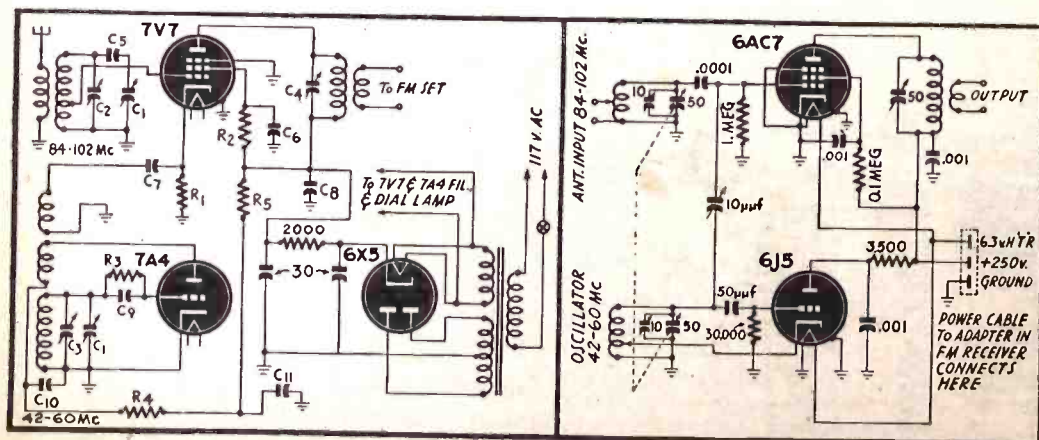 7V7
C5
C2
C1
84-102 Mc
R2
C6
C4
TO FM SET
C7
R1
R5
C8
TO 7V7 & 7A4 FIL.
& DIAL LAMP
117 V. AC
2000
30
6X5
7A4
R3
C9
C3
C1
C10
R4
C11
42-60 Mc
ANT. INPUT 84-102 Mc.
10
50
.0001
1. MEG
6AC7
.001
0.1 MEG
50
OUTPUT
.001
10μμf
OSCILLATOR
42-60 MC
10
50
50μμf
30,000
6J5
3,500
.001
6.3V H'T'R
+250V.
GROUND
POWER CABLE
TO ADAPTER IN
FM RECEIVER
CONNECTS
HERE